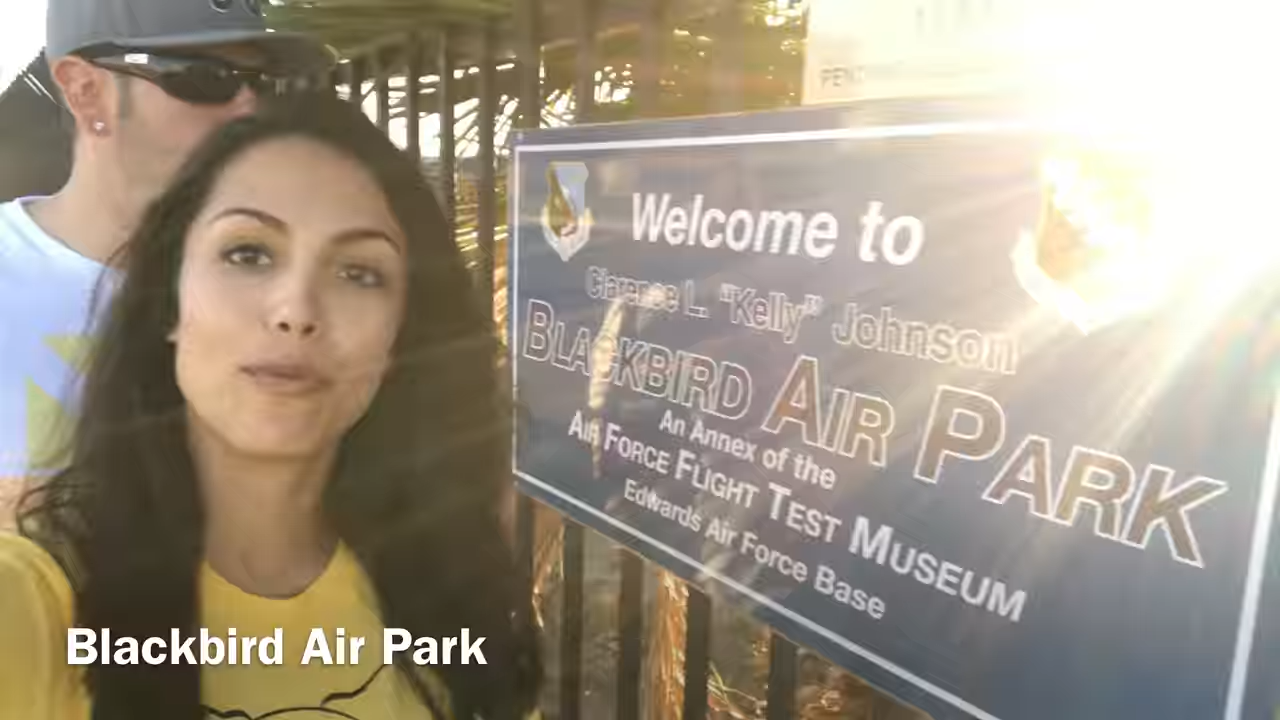 Welcome to
Clarence L. "Kelly" Johnson
BLACKBIRD AIR PARK
An Annex of the
AIR FORCE FLIGHT TEST MUSEUM
Edwards Air Force Base
Blackbird Air Park